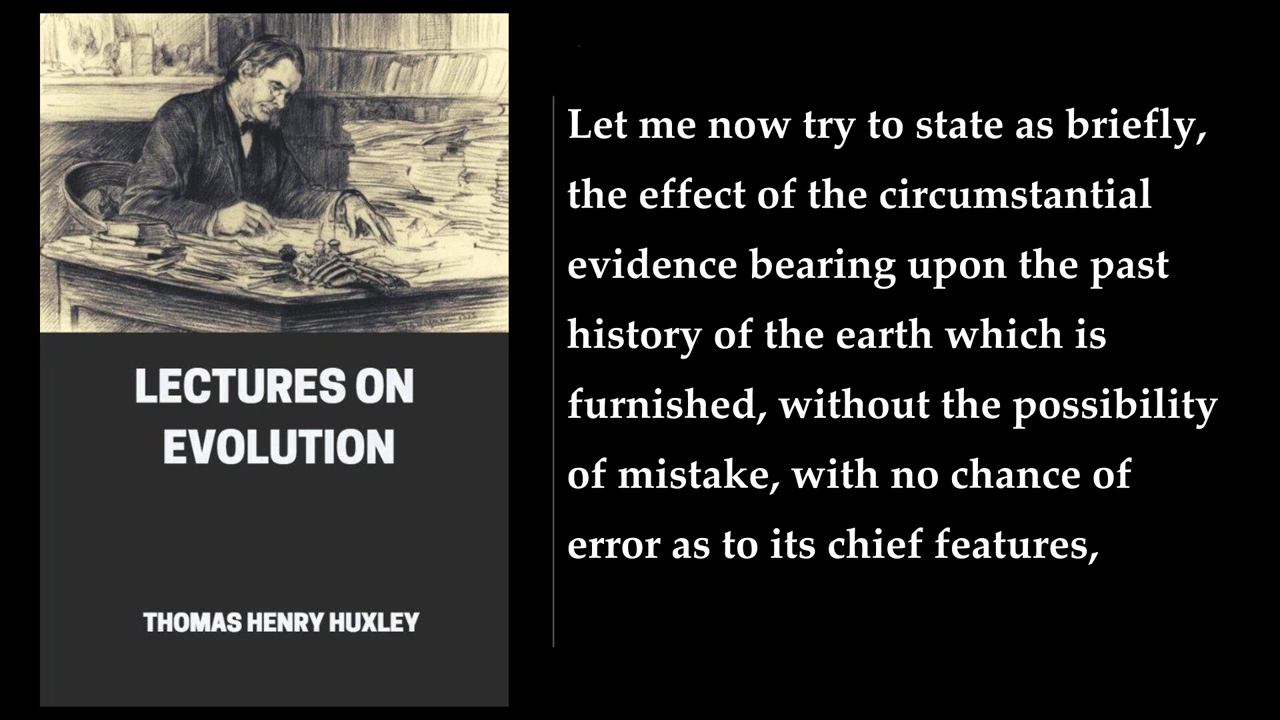 LECTURES ON
EVOLUTION
THOMAS HENRY HUXLEY
Let me now try to state as briefly,
the effect of the circumstantial
evidence bearing upon the past
history of the earth which is
furnished, without the possibility
of mistake, with no chance of
error as to its chief features,